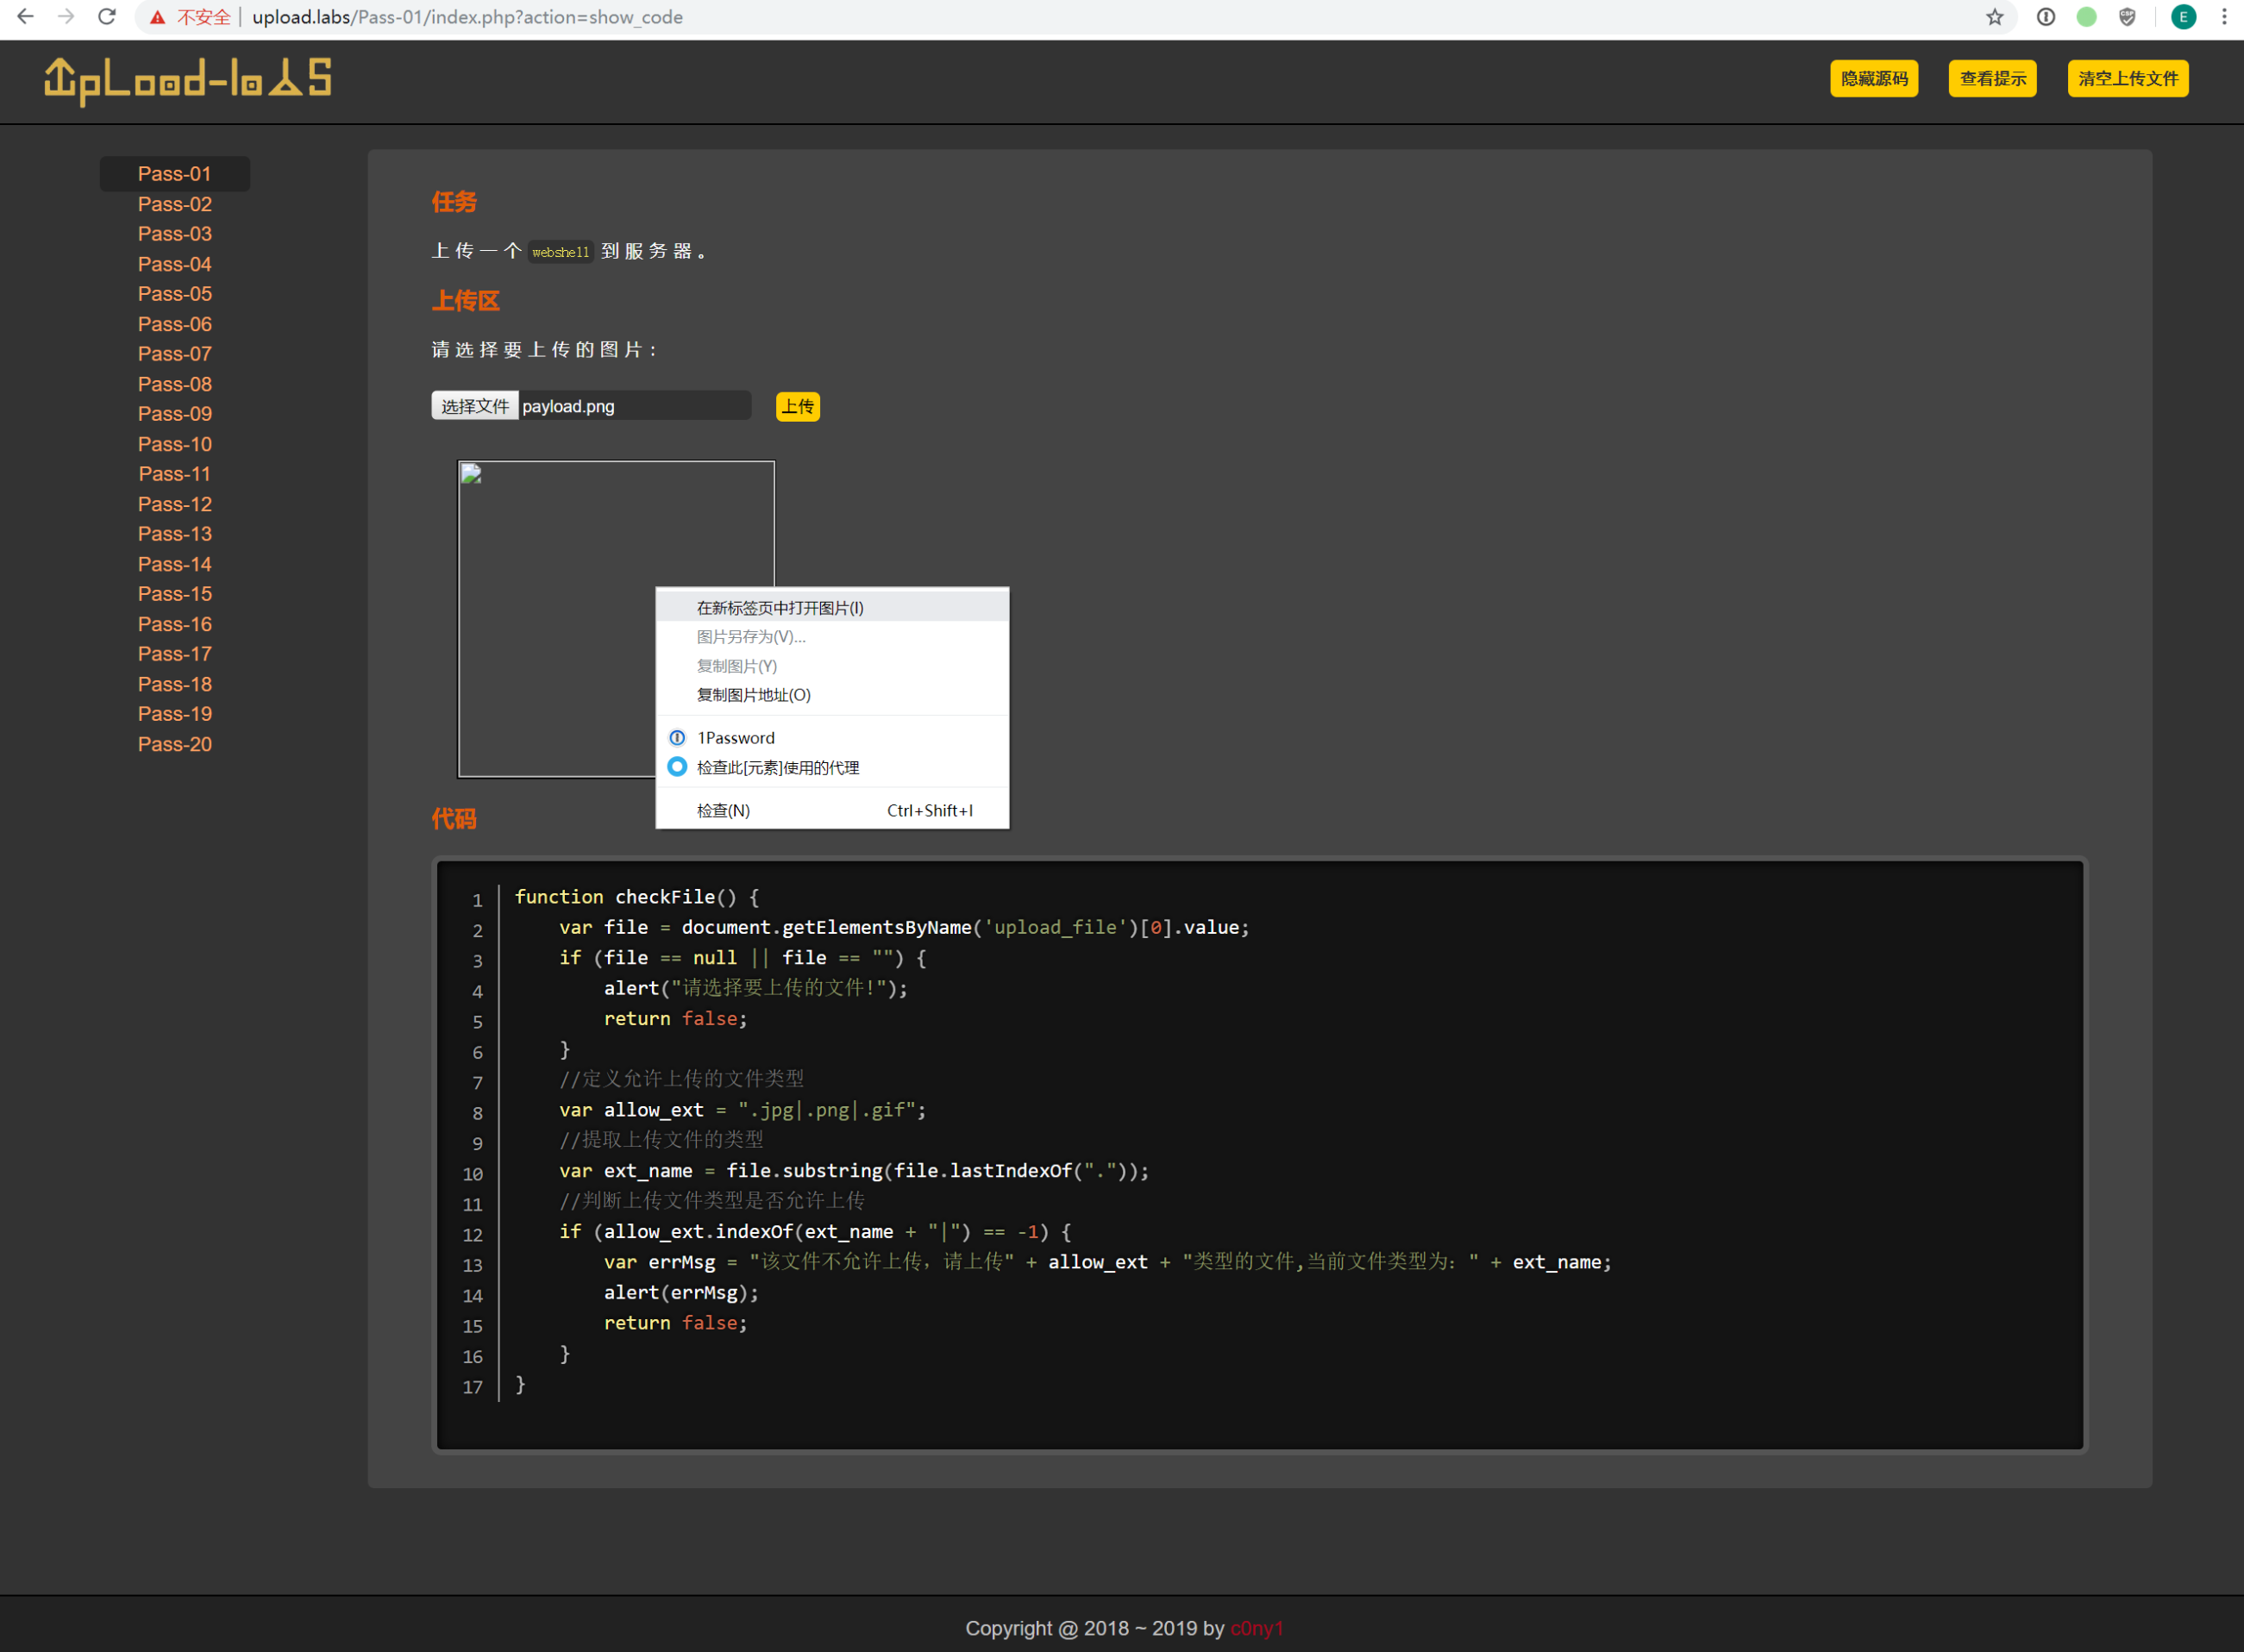 不安全 | upload.labs/Pass-01/index.php?action=show_code
E
UpLoad-labs
隐藏源码
查看提示
清空上传文件
Pass-01
Pass-02
Pass-03
Pass-04
Pass-05
Pass-06
Pass-07
Pass-08
Pass-09
Pass-10
Pass-11
Pass-12
Pass-13
Pass-14
Pass-15
Pass-16
Pass-17
Pass-18
Pass-19
Pass-20
任务
上传一个 webshell 到服务器。
上传区
请选择要上传的图片：
选择文件 payload.png 上传
在新标签页中打开图片(I)
图片另存为(V)...
复制图片(Y)
复制图片地址(O)
1Password
检查此[元素]使用的代理
检查(N) Ctrl+Shift+I
代码
1 function checkFile() {
2 var file = document.getElementsByName('upload_file')[0].value;
3 if (file == null || file == "") {
4 alert("请选择要上传的文件!");
5 return false;
6 }
7 //定义允许上传的文件类型
8 var allow_ext = ".jpg|.png|.gif";
9 //提取上传文件的类型
10 var ext_name = file.substring(file.lastIndexOf("."));
11 //判断上传文件类型是否允许上传
12 if (allow_ext.indexOf(ext_name + "|") == -1) {
13 var errMsg = "该文件不允许上传，请上传" + allow_ext + "类型的文件,当前文件类型为：" + ext_name;
14 alert(errMsg);
15 return false;
16 }
17 }
Copyright @ 2018 ~ 2019 by c0ny1